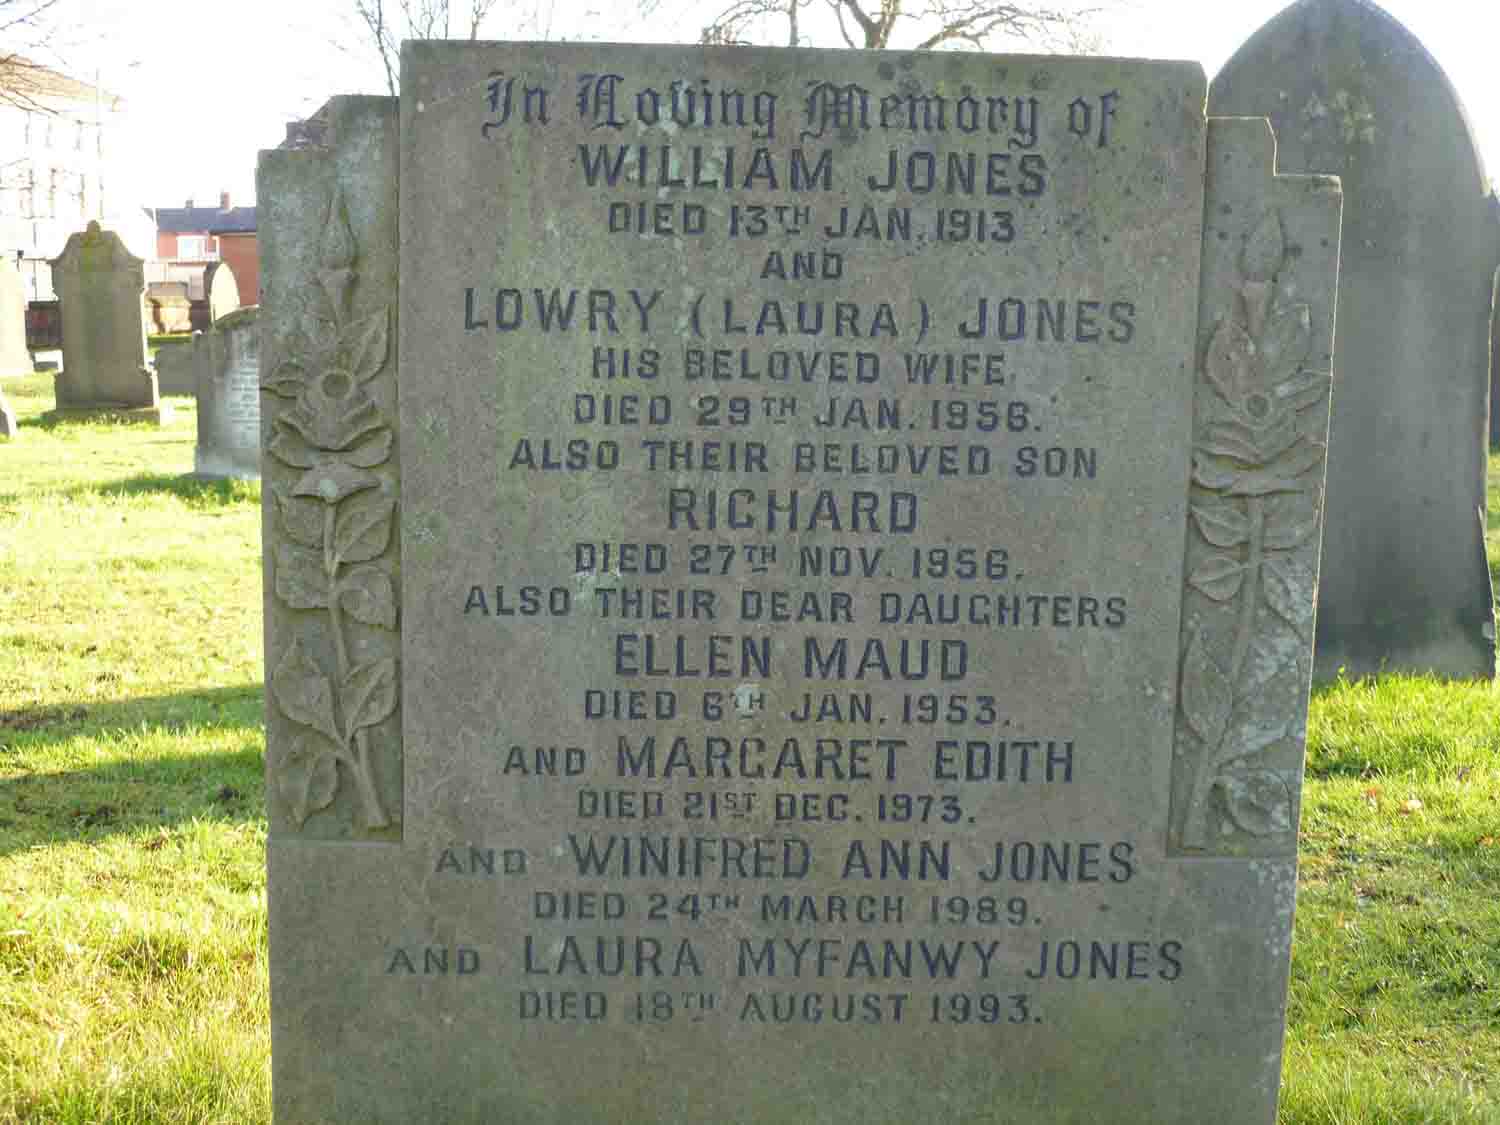 In Loving Memory of
WILLIAM JONES
DIED 13TH JAN. 1913
AND
LOWRY (LAURA) JONES
HIS BELOVED WIFE.
DIED 29TH JAN. 1956.
ALSO THEIR BELOVED SON
RICHARD
DIED 27TH NOV. 1956.
ALSO THEIR DEAR DAUGHTERS
ELLEN MAUD
DIED 6TH JAN. 1953.
AND MARGARET EDITH
DIED 21ST DEC. 1973.
AND WINIFRED ANN JONES
DIED 24TH MARCH 1989.
AND LAURA MYFANWY JONES
DIED 18TH AUGUST 1993.